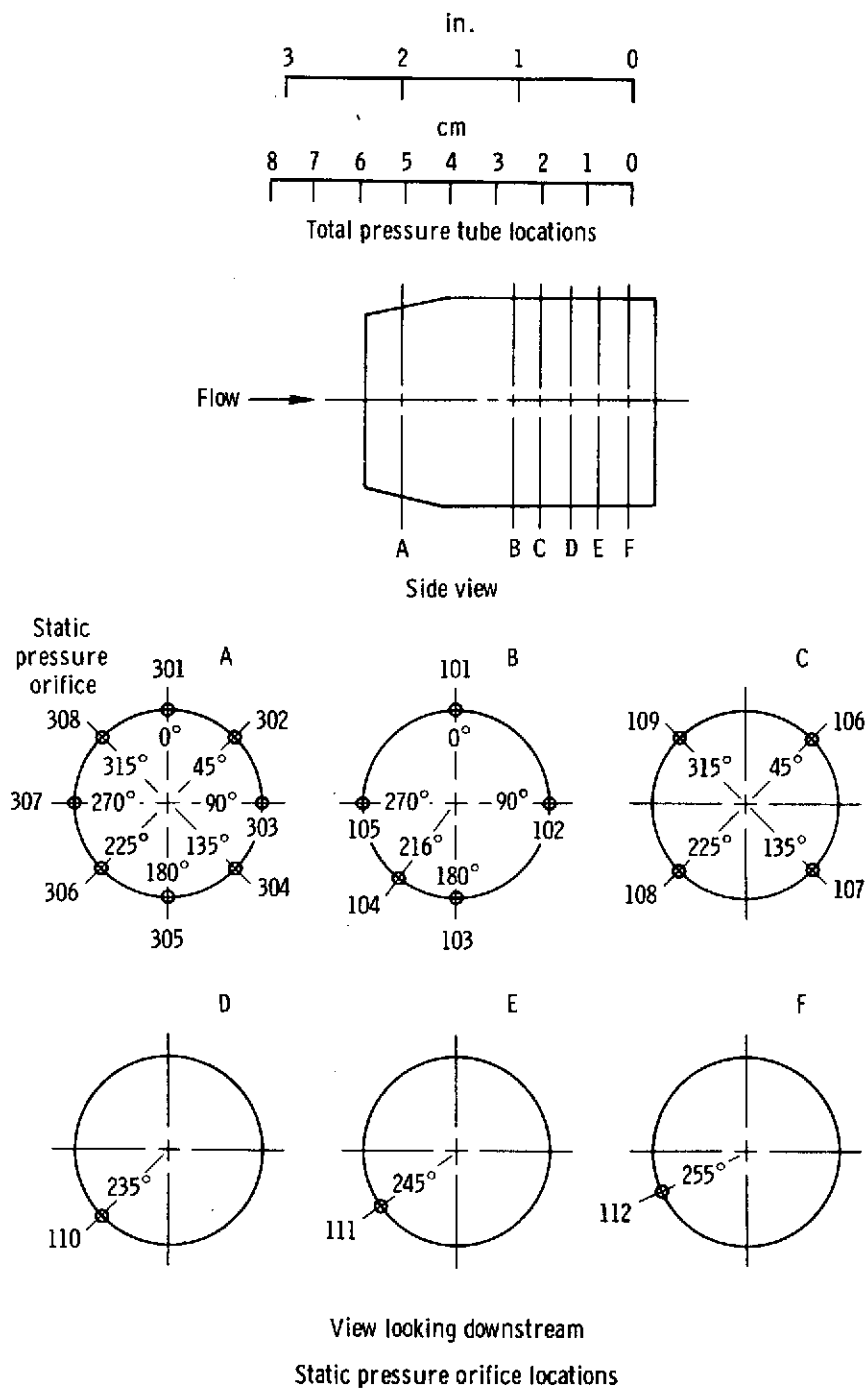 in.
3 2 1 0
cm
8 7 6 5 4 3 2 1 0
Total pressure tube locations
Flow
A B C D E F
Side view
Static
pressure
orifice
A
301
308 302
0°
315° 45°
307 270° 90° 303
225° 135°
180°
306 304
305
B
101
0°
270° 90°
105 102
216°
180°
104
103
C
109 106
315° 45°
225° 135°
108 107
D
235°
110
E
245°
111
F
255°
112
View looking downstream
Static pressure orifice locations